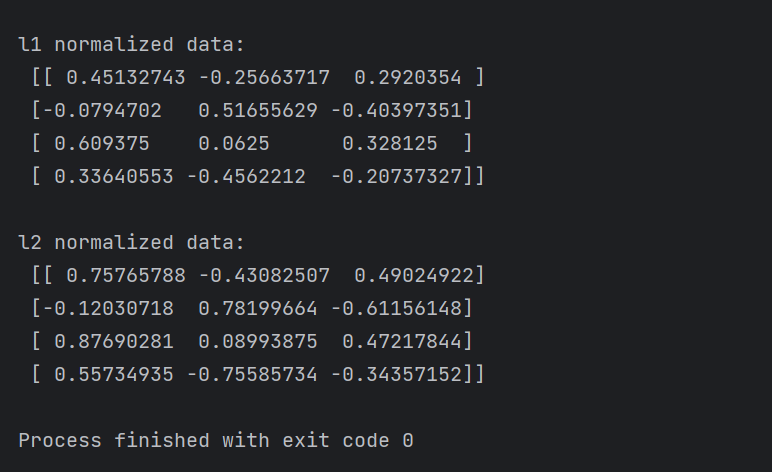 l1 normalized data:
 [[ 0.45132743 -0.25663717  0.2920354 ]
 [-0.0794702   0.51655629 -0.40397351]
 [ 0.609375    0.0625      0.328125  ]
 [ 0.33640553 -0.4562212  -0.20737327]]

l2 normalized data:
 [[ 0.75765788 -0.43082507  0.49024922]
 [-0.12030718  0.78199664 -0.61156148]
 [ 0.87690281  0.08993875  0.47217844]
 [ 0.55734935 -0.75585734 -0.34357152]]

Process finished with exit code 0